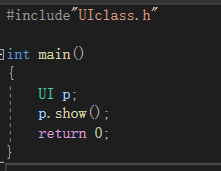 #include"UIclass.h"
int main()
{
UI p;
p.show();
return 0;
}